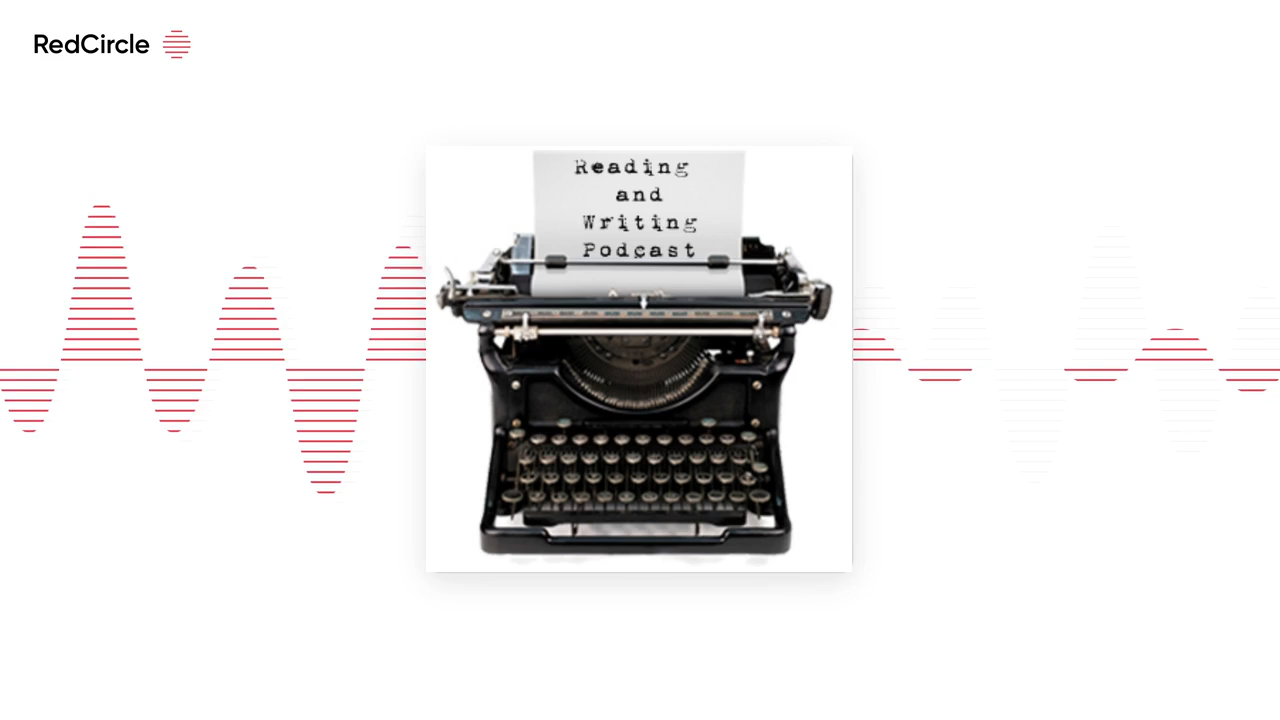 RedCircle
Reading
and
Writing
Podcast